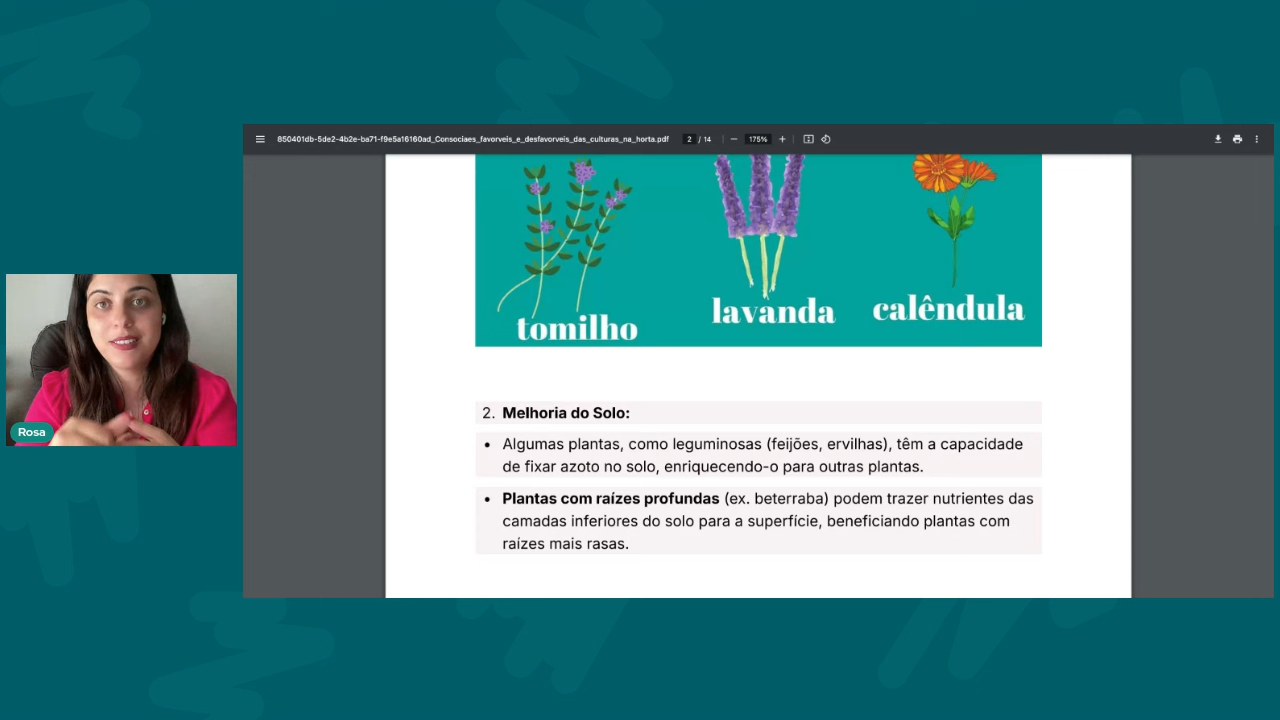 850401db-5de2-4b2e-ba71-f9e5a16160ad_Consociaes_favorveis_e_desfavorveis_das_culturas_na_horta.pdf
2 / 14
175%
tomilho
lavanda
calêndula
2. Melhoria do Solo:
• Algumas plantas, como leguminosas (feijões, ervilhas), têm a capacidade
de fixar azoto no solo, enriquecendo-o para outras plantas.
• Plantas com raízes profundas (ex. beterraba) podem trazer nutrientes das
camadas inferiores do solo para a superfície, beneficiando plantas com
raízes mais rasas.
Rosa